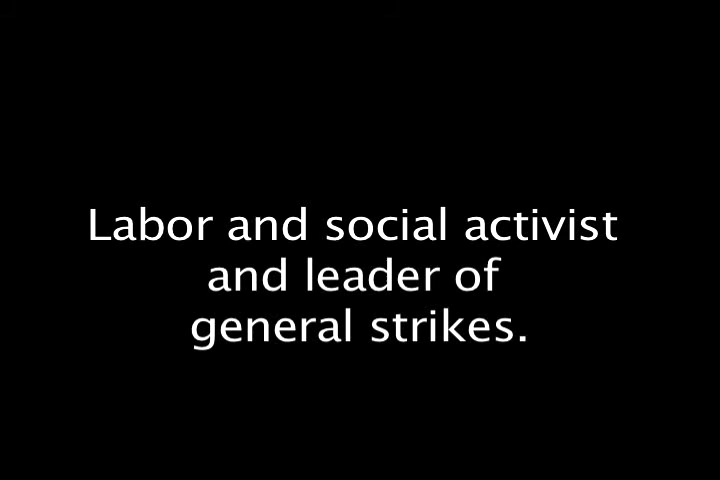 Labor and social activist
and leader of
general strikes.